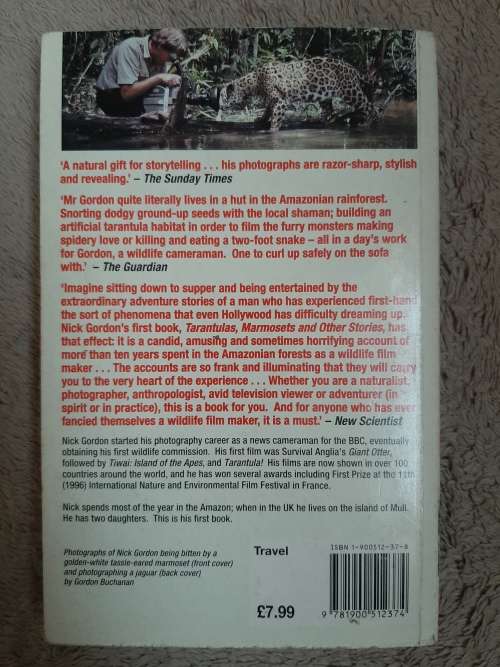 'A natural gift for storytelling . . . his photographs are razor-sharp, stylish
and revealing.' – The Sunday Times
'Mr Gordon quite literally lives in a hut in the Amazonian rainforest.
Snorting dodgy ground-up seeds with the local shaman; building an
artificial tarantula habitat in order to film the furry monsters making
spidery love or killing and eating a two-foot snake – all in a day's work
for Gordon, a wildlife cameraman. One to curl up safely on the sofa
with.' – The Guardian
'Imagine sitting down to supper and being entertained by the
extraordinary adventure stories of a man who has experienced first-hand
the sort of phenomena that even Hollywood has difficulty dreaming up.
Nick Gordon's first book, Tarantulas, Marmosets and Other Stories, has
that effect: it is a candid, amusing and sometimes horrifying account of
more than ten years spent in the Amazonian forests as a wildlife film
maker . . . The accounts are so frank and illuminating that they will carry
you to the very heart of the experience . . . Whether you are a naturalist,
photographer, anthropologist, avid television viewer or adventurer (in
spirit or in practice), this is a book for you. And for anyone who has ever
fancied themselves a wildlife film maker, it is a must.' – New Scientist
Nick Gordon started his photography career as a news cameraman for the BBC, eventually
obtaining his first wildlife commission. His first film was Survival Anglia's Giant Otter,
followed by Tiwai: Island of the Apes, and Tarantula! His films are now shown in over 100
countries around the world, and he has won several awards including First Prize at the 11th
(1996) International Nature and Environmental Film Festival in France.
Nick spends most of the year in the Amazon; when in the UK he lives on the island of Mull.
He has two daughters. This is his first book.
Photographs of Nick Gordon being bitten by a
golden-white tassle-eared marmoset (front cover)
and photographing a jaguar (back cover)
by Gordon Buchanan
Travel
£7.99
ISBN 1-900512-37-8
9 781900 512374